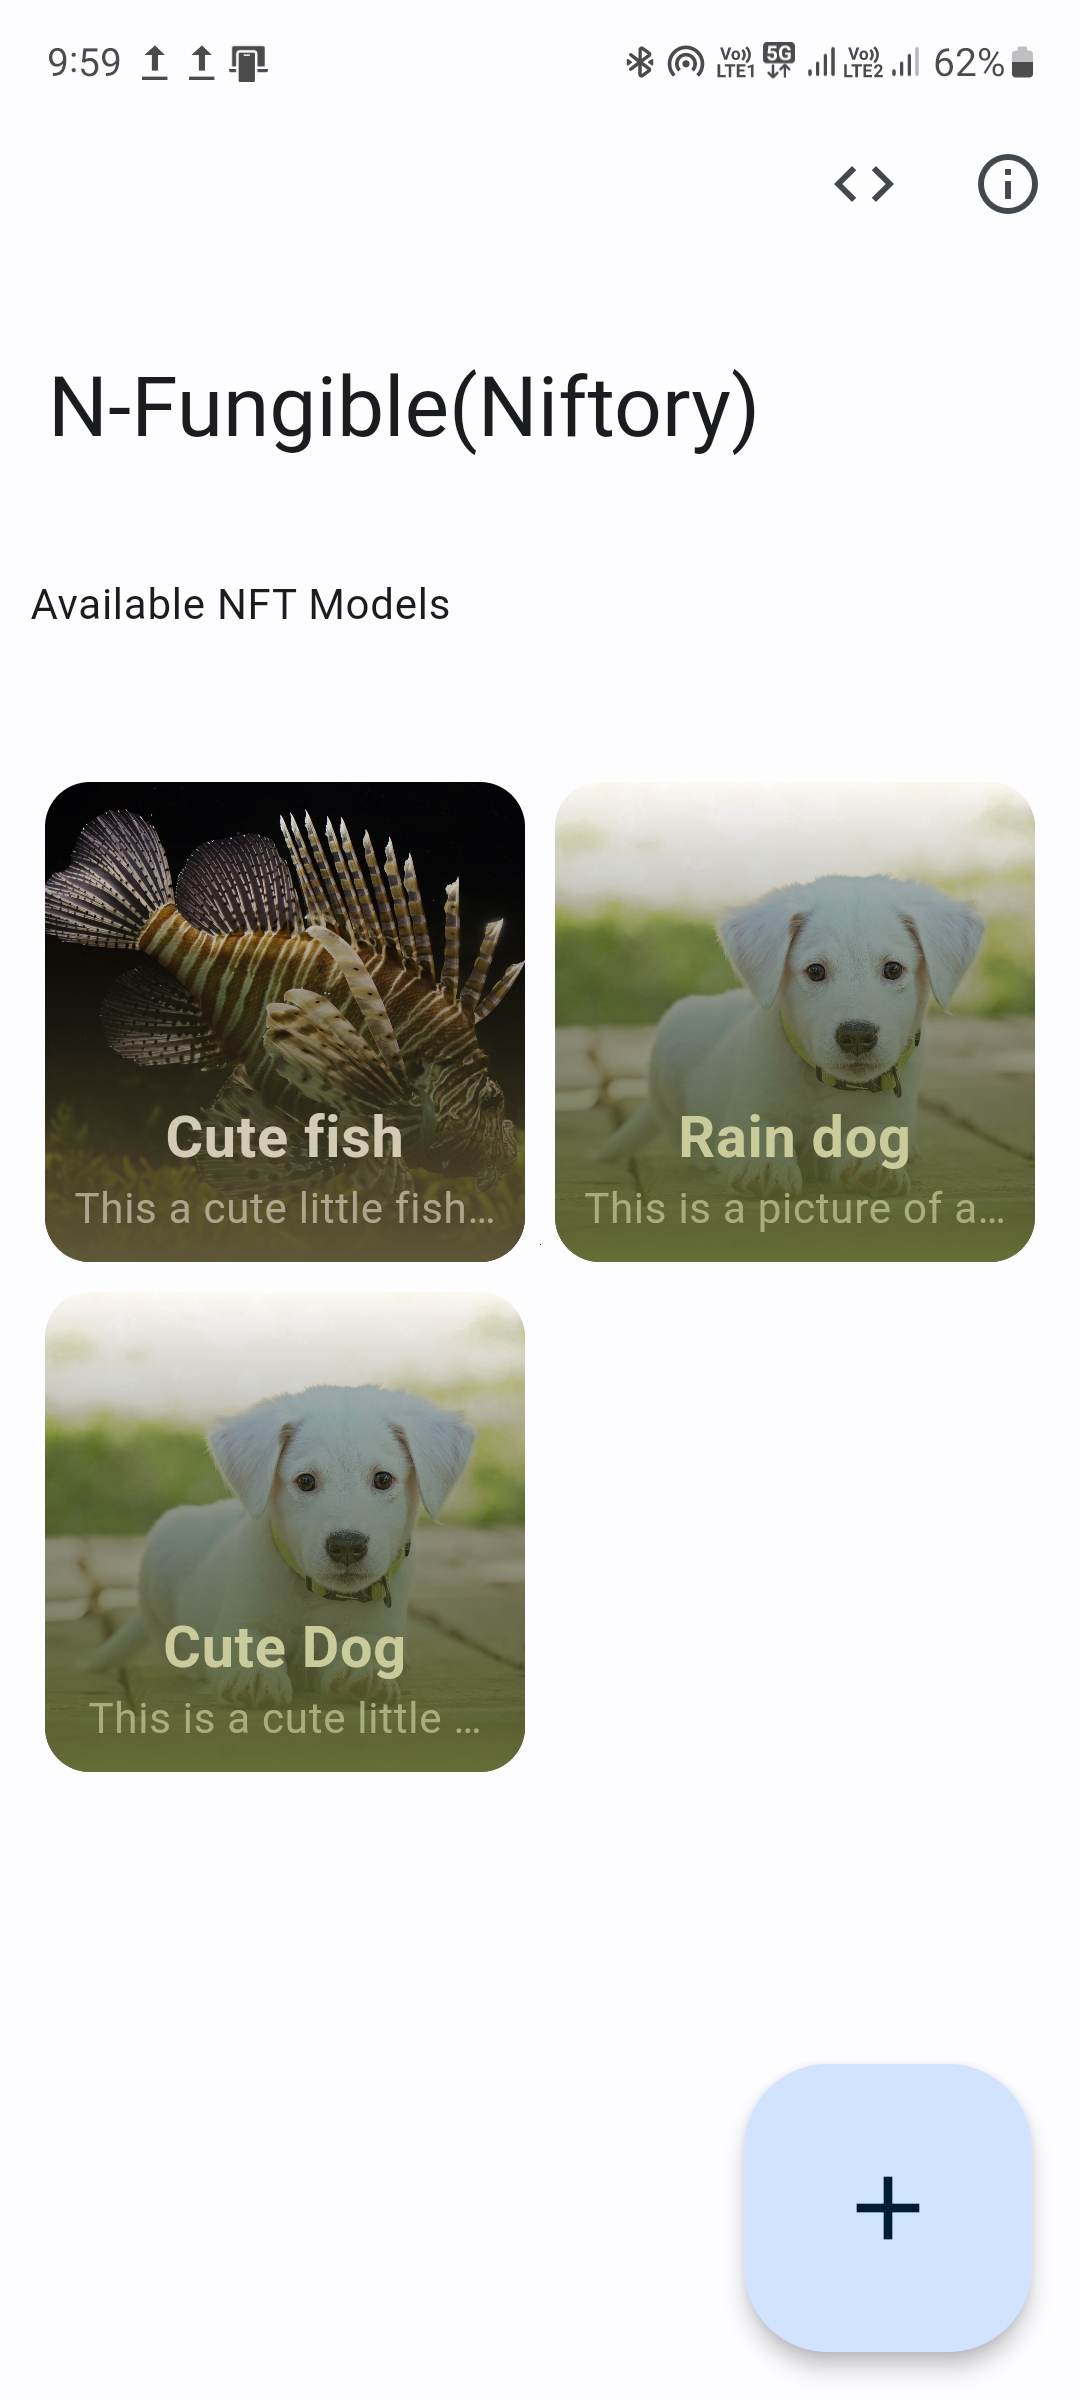 9:59 Vo)) LTE1 5G Vo)) LTE2 62%
N-Fungible(Niftory)
Available NFT Models
Cute fish
This a cute little fish...
Rain dog
This is a picture of a...
Cute Dog
This is a cute little ...